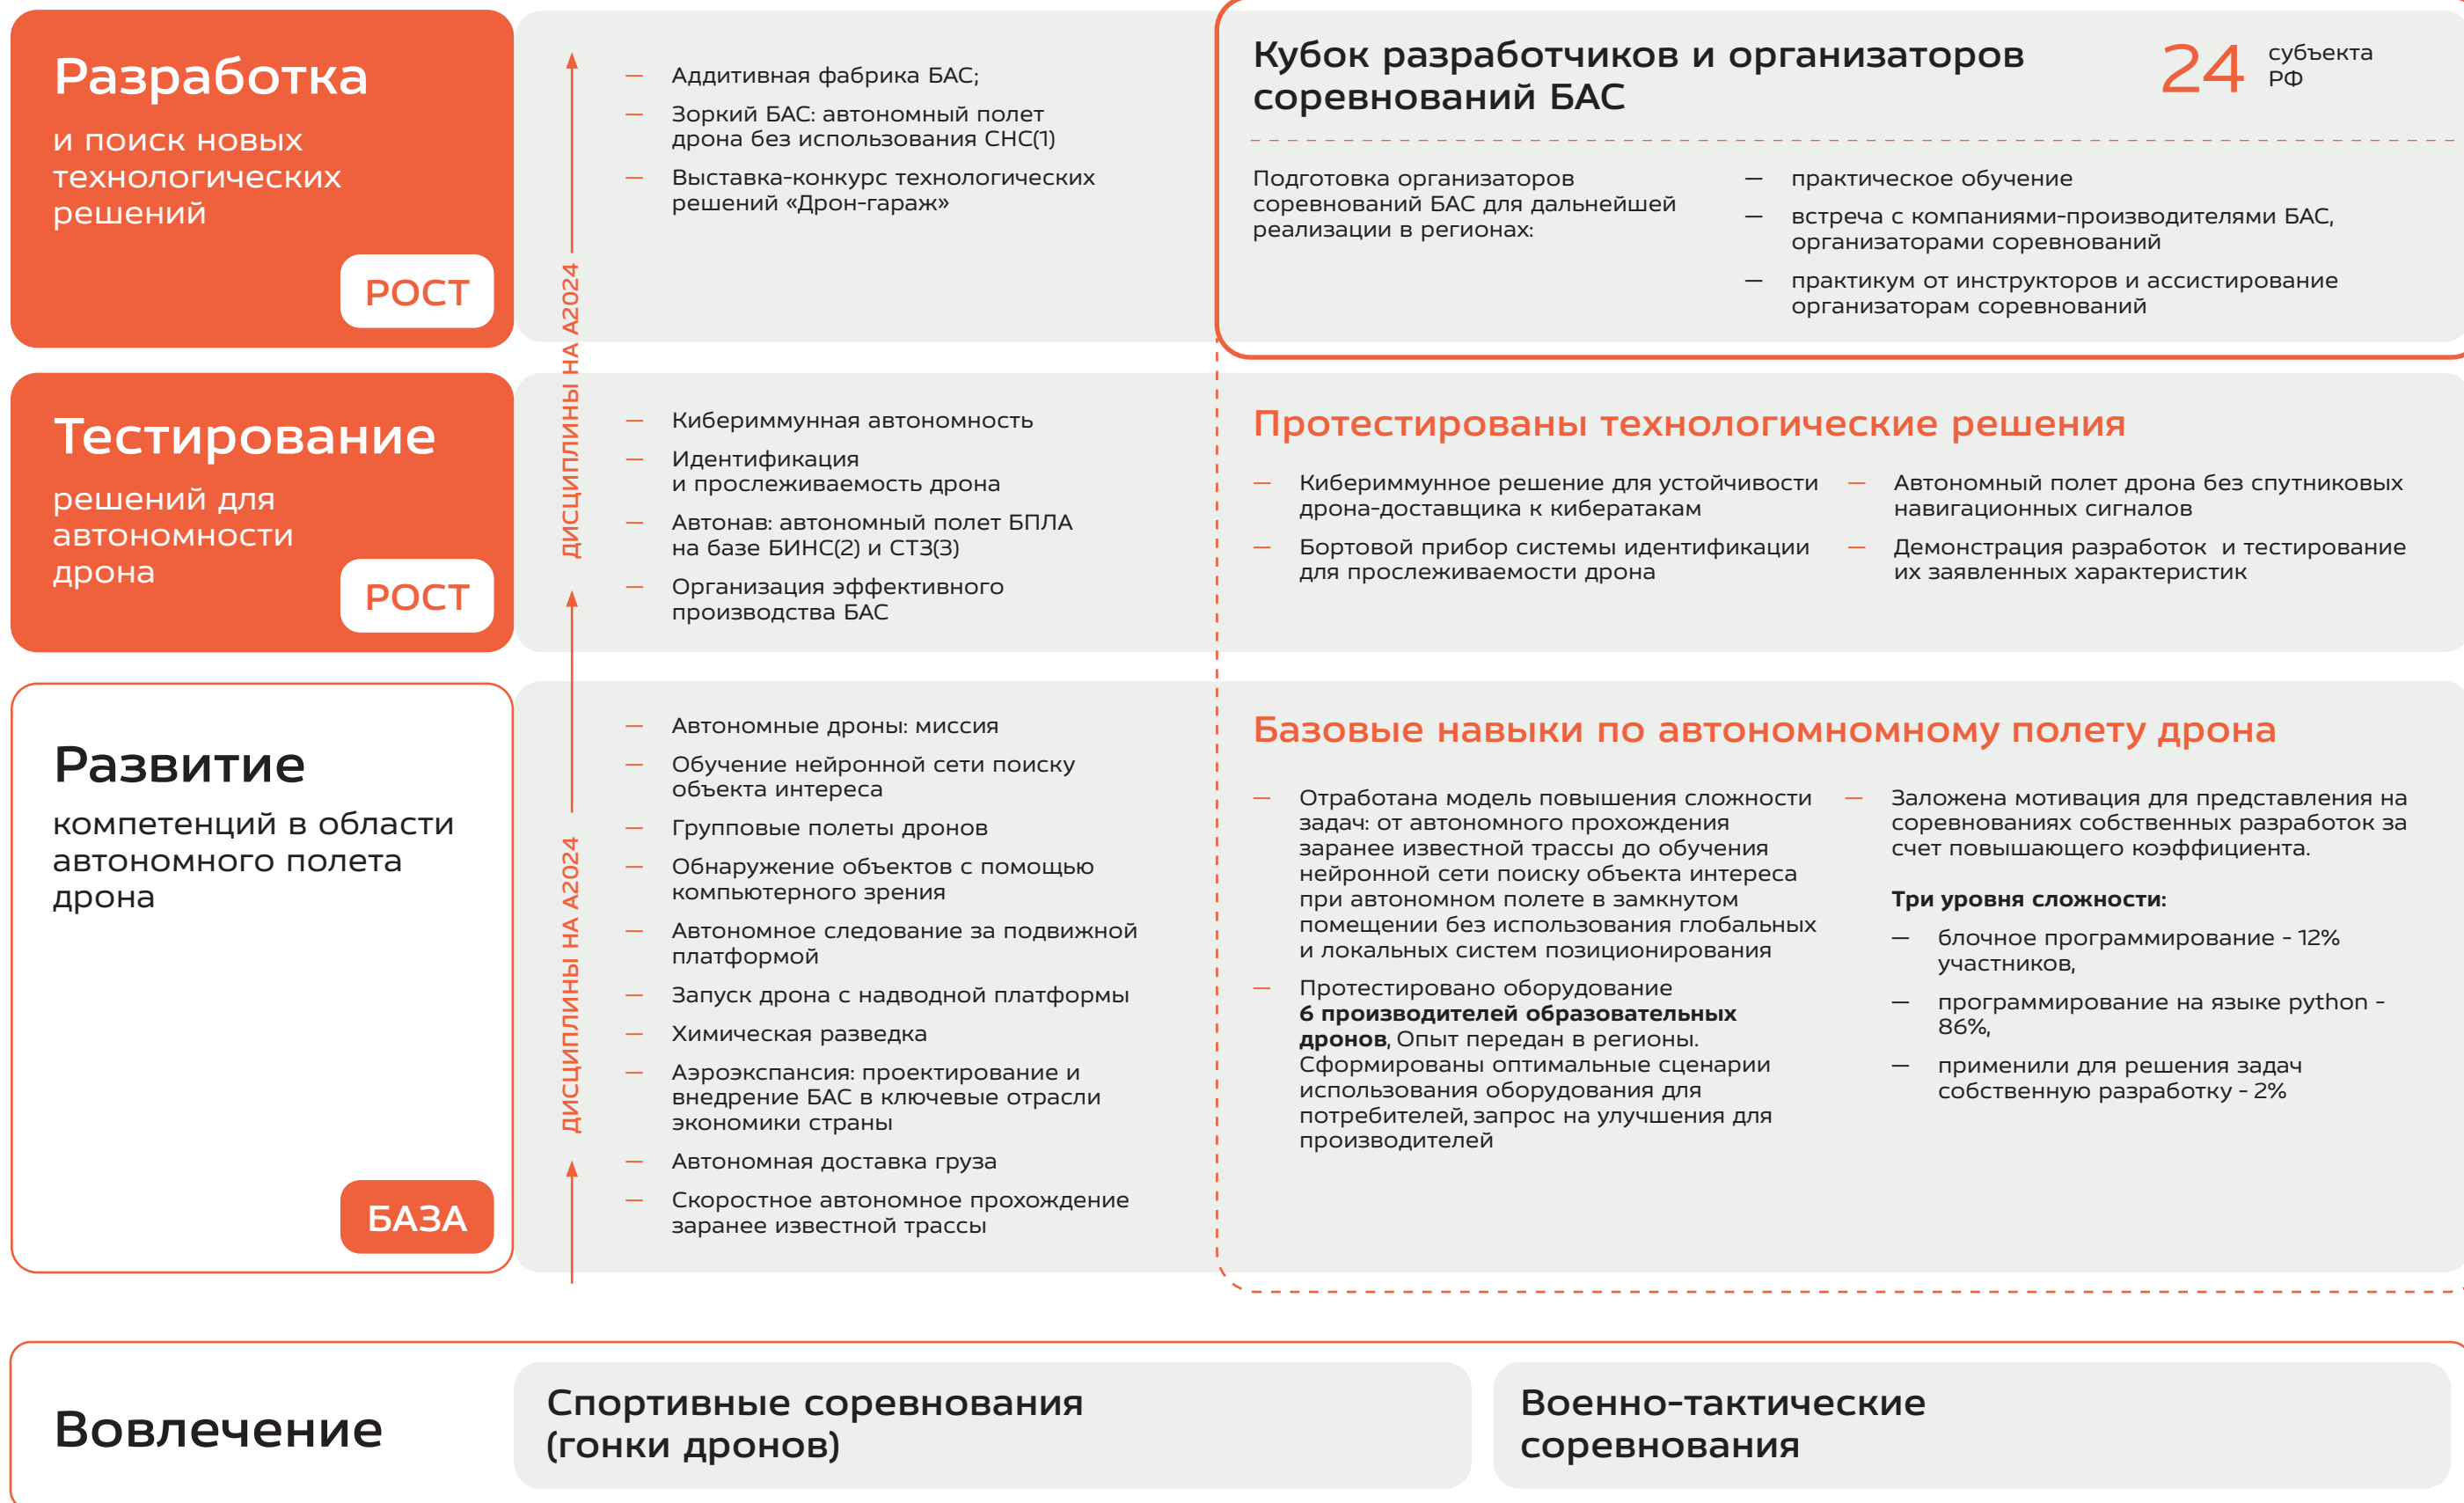 Разработка
и поиск новых
технологических
решений
РОСТ
ДИСЦИПЛИНЫ НА А2024
— Аддитивная фабрика БАС;
— Зоркий БАС: автономный полет
дрона без использования СНС(1)
— Выставка-конкурс технологических
решений «Дрон-гараж»
Кубок разработчиков и организаторов
соревнований БАС
24 субъекта
РФ
Подготовка организаторов
соревнований БАС для дальнейшей
реализации в регионах:
— практическое обучение
— встреча с компаниями-производителями БАС,
организаторами соревнований
— практикум от инструкторов и ассистирование
организаторам соревнований
Тестирование
решений для
автономности
дрона
РОСТ
— Кибериммунная автономность
— Идентификация
и прослеживаемость дрона
— Автонав: автономный полет БПЛА
на базе БИНС(2) и СТЗ(3)
— Организация эффективного
производства БАС
Протестированы технологические решения
— Кибериммунное решение для устойчивости
дрона-доставщика к кибератакам
— Бортовой прибор системы идентификации
для прослеживаемости дрона
— Автономный полет дрона без спутниковых
навигационных сигналов
— Демонстрация разработок и тестирование
их заявленных характеристик
Развитие
компетенций в области
автономного полета
дрона
БАЗА
ДИСЦИПЛИНЫ НА А2024
— Автономные дроны: миссия
— Обучение нейронной сети поиску
объекта интереса
— Групповые полеты дронов
— Обнаружение объектов с помощью
компьютерного зрения
— Автономное следование за подвижной
платформой
— Запуск дрона с надводной платформы
— Химическая разведка
— Аэроэкспансия: проектирование и
внедрение БАС в ключевые отрасли
экономики страны
— Автономная доставка груза
— Скоростное автономное прохождение
заранее известной трассы
Базовые навыки по автономномному полету дрона
— Отработана модель повышения сложности
задач: от автономного прохождения
заранее известной трассы до обучения
нейронной сети поиску объекта интереса
при автономном полете в замкнутом
помещении без использования глобальных
и локальных систем позиционирования
— Протестировано оборудование
6 производителей образовательных
дронов, Опыт передан в регионы.
Сформированы оптимальные сценарии
использования оборудования для
потребителей, запрос на улучшения для
производителей
— Заложена мотивация для представления на
соревнованиях собственных разработок за
счет повышающего коэффициента.
Три уровня сложности:
— блочное программирование - 12%
участников,
— программирование на языке python -
86%,
— применили для решения задач
собственную разработку - 2%
Вовлечение
Спортивные соревнования
(гонки дронов)
Военно-тактические
соревнования